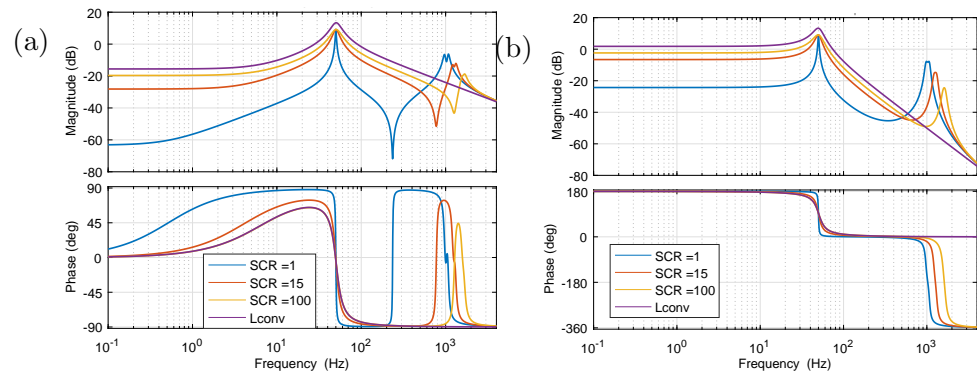 (a)
Magnitude (dB)
20
0
-20
-40
-60
-80
Phase (deg)
90
45
0
-45
-90
SCR =1
SCR =15
SCR =100
Lconv
10^-1 10^0 10^1 10^2 10^3
Frequency (Hz)
(b)
Magnitude (dB)
20
0
-20
-40
-60
-80
Phase (deg)
180
0
-180
-360
SCR =1
SCR =15
SCR =100
Lconv
10^-1 10^0 10^1 10^2 10^3
Frequency (Hz)